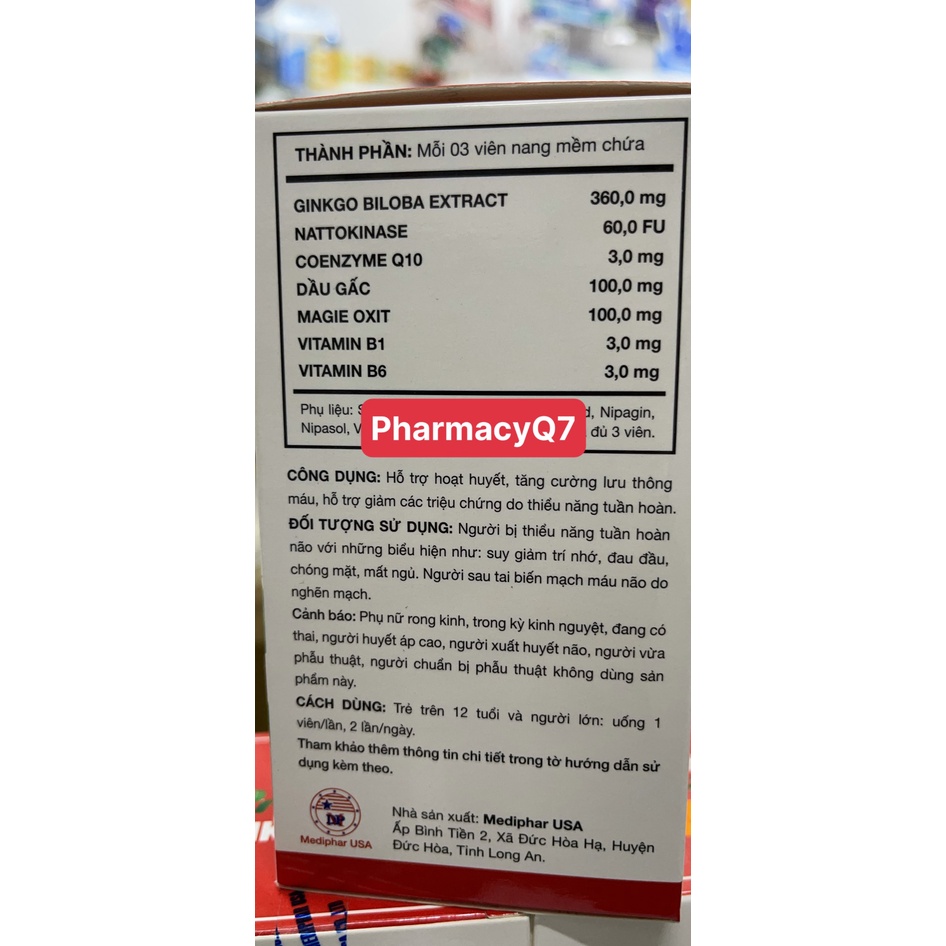 THÀNH PHẦN: Mỗi 03 viên nang mềm chứa
GINKGO BILOBA EXTRACT 360,0 mg
NATTOKINASE 60,0 FU
COENZYME Q10 3,0 mg
DẦU GẤC 100,0 mg
MAGIE OXIT 100,0 mg
VITAMIN B1 3,0 mg
VITAMIN B6 3,0 mg
Phụ liệu: Nipagin,
Nipasol, đủ 3 viên.
PharmacyQ7
CÔNG DỤNG: Hỗ trợ hoạt huyết, tăng cường lưu thông
máu, hỗ trợ giảm các triệu chứng do thiểu năng tuần hoàn.
ĐỐI TƯỢNG SỬ DỤNG: Người bị thiểu năng tuần hoàn
não với những biểu hiện như: suy giảm trí nhớ, đau đầu,
chóng mặt, mất ngủ. Người sau tai biến mạch máu não do
nghẽn mạch.
Cảnh báo: Phụ nữ rong kinh, trong kỳ kinh nguyệt, đang có
thai, người huyết áp cao, người xuất huyết não, người vừa
phẫu thuật, người chuẩn bị phẫu thuật không dùng sản
phẩm này.
CÁCH DÙNG: Trẻ trên 12 tuổi và người lớn: uống 1
viên/lần, 2 lần/ngày.
Tham khảo thêm thông tin chi tiết trong tờ hướng dẫn sử
dụng kèm theo.
Mediphar USA
Nhà sản xuất: Mediphar USA
Ấp Bình Tiền 2, Xã Đức Hòa Hạ, Huyện
Đức Hòa, Tỉnh Long An.